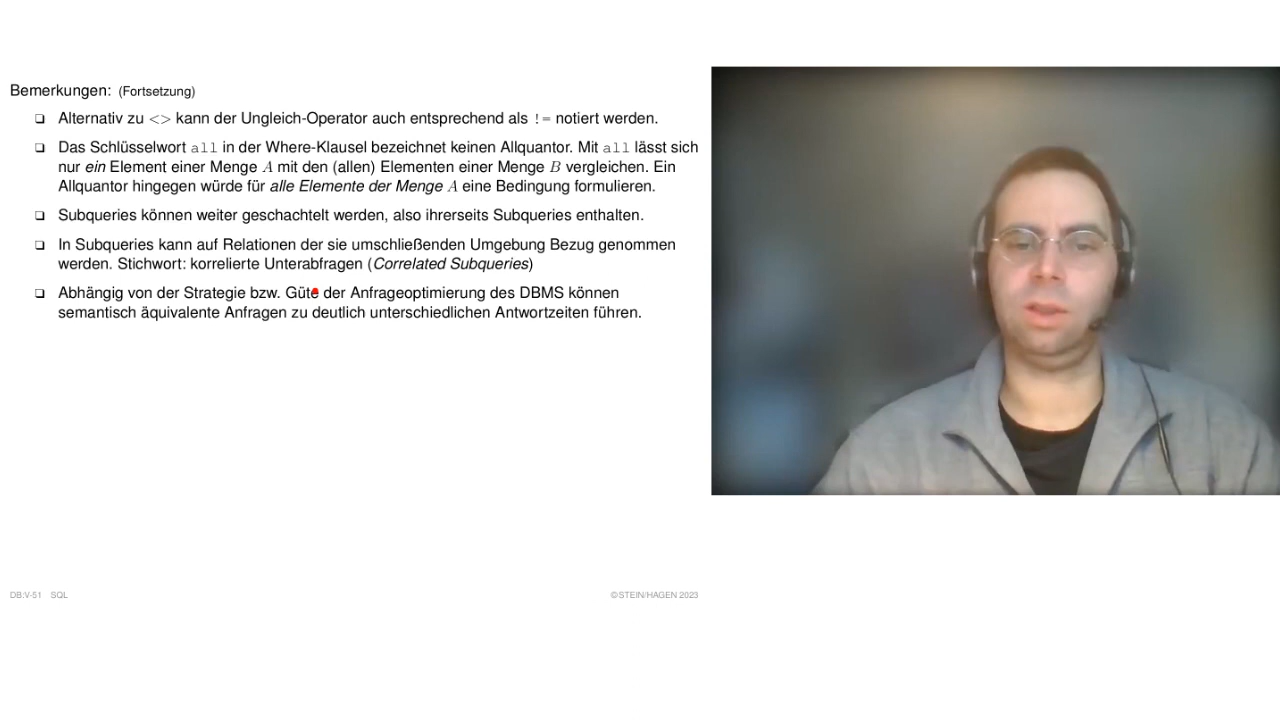 Bemerkungen: (Fortsetzung)
❑ Alternativ zu <> kann der Ungleich-Operator auch entsprechend als != notiert werden.
❑ Das Schlüsselwort all in der Where-Klausel bezeichnet keinen Allquantor. Mit all lässt sich
nur ein Element einer Menge A mit den (allen) Elementen einer Menge B vergleichen. Ein
Allquantor hingegen würde für alle Elemente der Menge A eine Bedingung formulieren.
❑ Subqueries können weiter geschachtelt werden, also ihrerseits Subqueries enthalten.
❑ In Subqueries kann auf Relationen der sie umschließenden Umgebung Bezug genommen
werden. Stichwort: korrelierte Unterabfragen (Correlated Subqueries)
❑ Abhängig von der Strategie bzw. Güte der Anfrageoptimierung des DBMS können
semantisch äquivalente Anfragen zu deutlich unterschiedlichen Antwortzeiten führen.
DB:V-51 SQL
©STEIN/HAGEN 2023